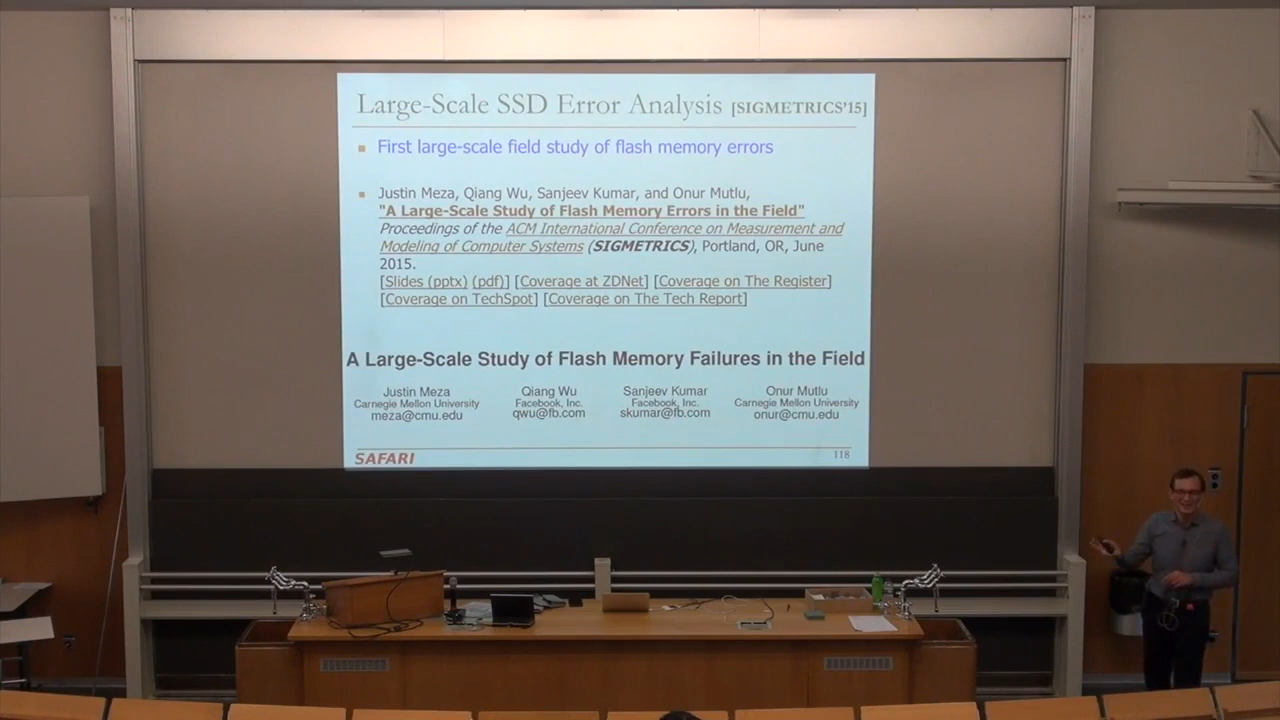 Large-Scale SSD Error Analysis [SIGMETRICS'15]
First large-scale field study of flash memory errors
Justin Meza, Qiang Wu, Sanjeev Kumar, and Onur Mutlu,
"A Large-Scale Study of Flash Memory Errors in the Field"
Proceedings of the ACM International Conference on Measurement and
Modeling of Computer Systems (SIGMETRICS), Portland, OR, June
2015.
[Slides (pptx) (pdf)] [Coverage at ZDNet] [Coverage on The Register]
[Coverage on TechSpot] [Coverage on The Tech Report]
A Large-Scale Study of Flash Memory Failures in the Field
Justin Meza Qiang Wu Sanjeev Kumar Onur Mutlu
Carnegie Mellon University Facebook, Inc. Facebook, Inc. Carnegie Mellon University
meza@cmu.edu qwu@fb.com skumar@fb.com onur@cmu.edu
SAFARI 118